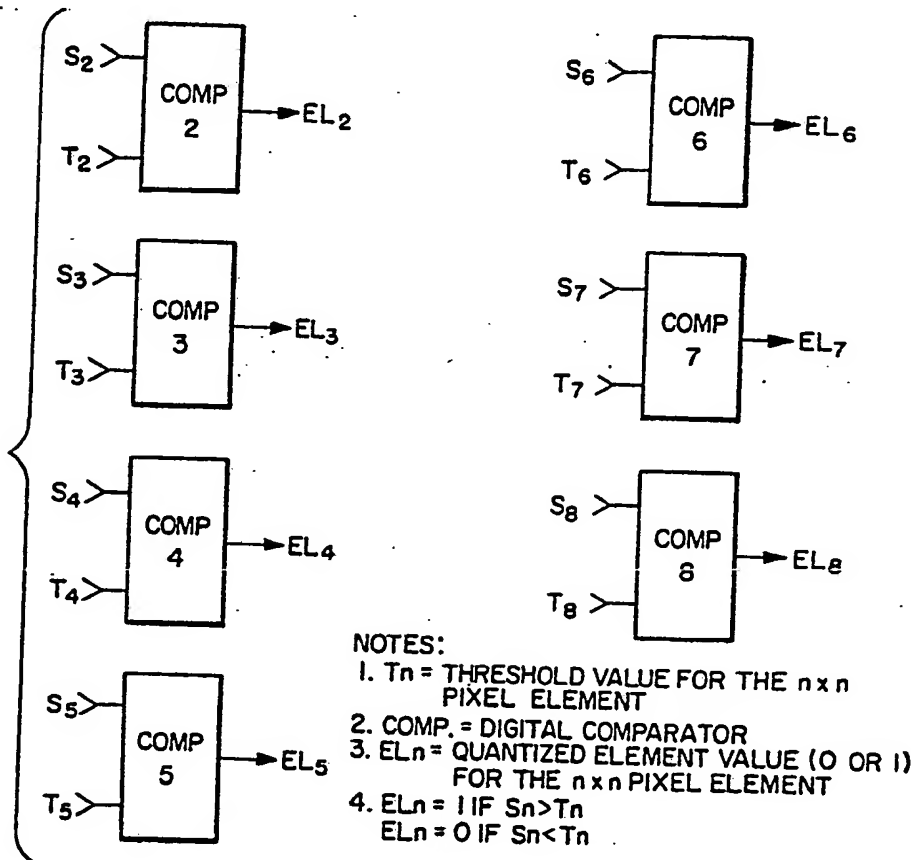 S₂
COMP
2
EL₂
T₂
S₃
COMP
3
EL₃
T₃
S₄
COMP
4
EL₄
T₄
S₅
COMP
5
EL₅
T₅
S₆
COMP
6
EL₆
T₆
S₇
COMP
7
EL₇
T₇
S₈
COMP
8
EL₈
T₈
NOTES:
1. Tn = THRESHOLD VALUE FOR THE n x n
PIXEL ELEMENT
2. COMP. = DIGITAL COMPARATOR
3. ELn = QUANTIZED ELEMENT VALUE (0 OR 1)
FOR THE n x n PIXEL ELEMENT
4. ELn = 1 IF Sn>Tn
ELn = 0 IF Sn<Tn